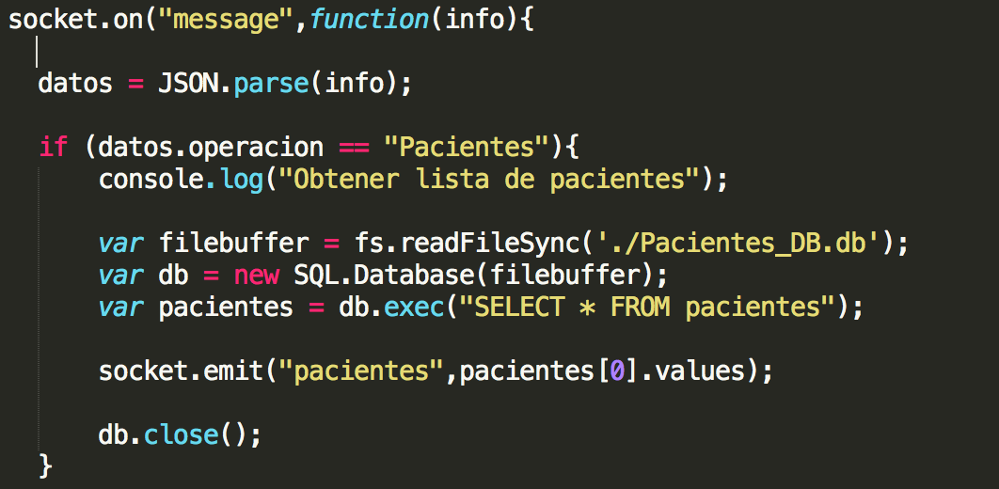 socket.on("message",function(info){
datos = JSON.parse(info);
if (datos.operacion == "Pacientes"){
console.log("Obtener lista de pacientes");
var filebuffer = fs.readFileSync('./Pacientes_DB.db');
var db = new SQL.Database(filebuffer);
var pacientes = db.exec("SELECT * FROM pacientes");
socket.emit("pacientes",pacientes[0].values);
db.close();
}